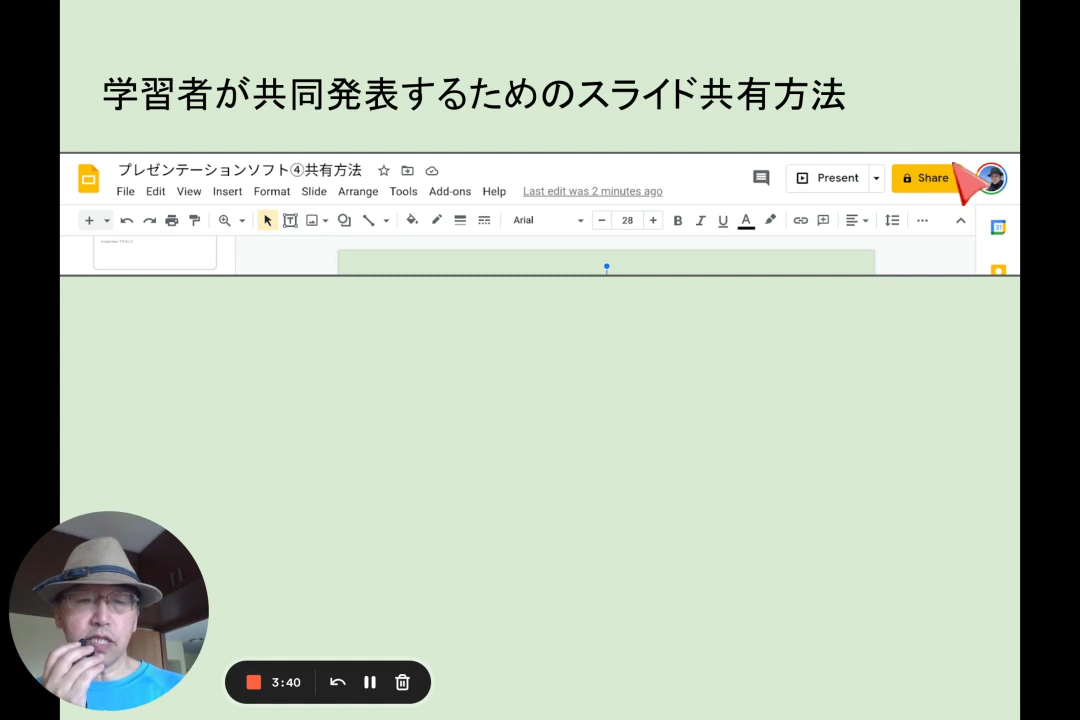 学習者が共同発表するためのスライド共有方法
プレゼンテーションソフト④共有方法
File Edit View Insert Format Slide Arrange Tools Add-ons Help Last edit was 2 minutes ago
Present
Share
Arial
28
B I U A
31
3:40